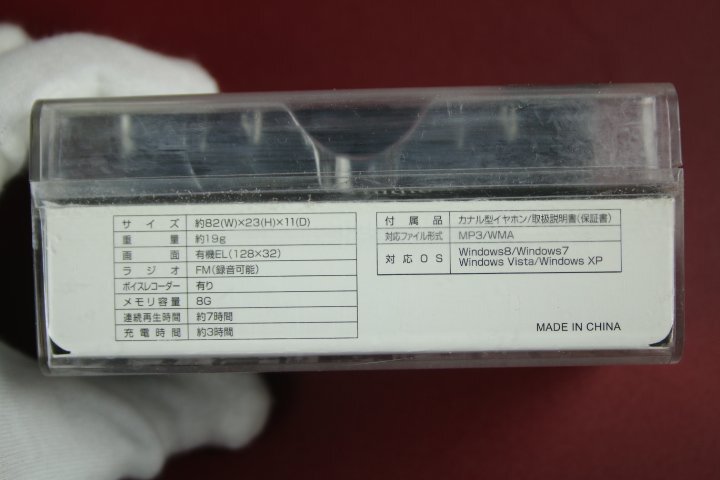 サイズ 約82(W)×23(H)×11(D)
重量 約19g
画面 有機EL(128×32)
ラジオ FM(録音可能)
ボイスレコーダー 有り
メモリ容量 8G
連続再生時間 約7時間
充電時間 約3時間
付属品 カナル型イヤホン/取扱説明書(保証書)
対応ファイル形式 MP3/WMA
対応OS Windows8/Windows7
Windows Vista/Windows XP
MADE IN CHINA